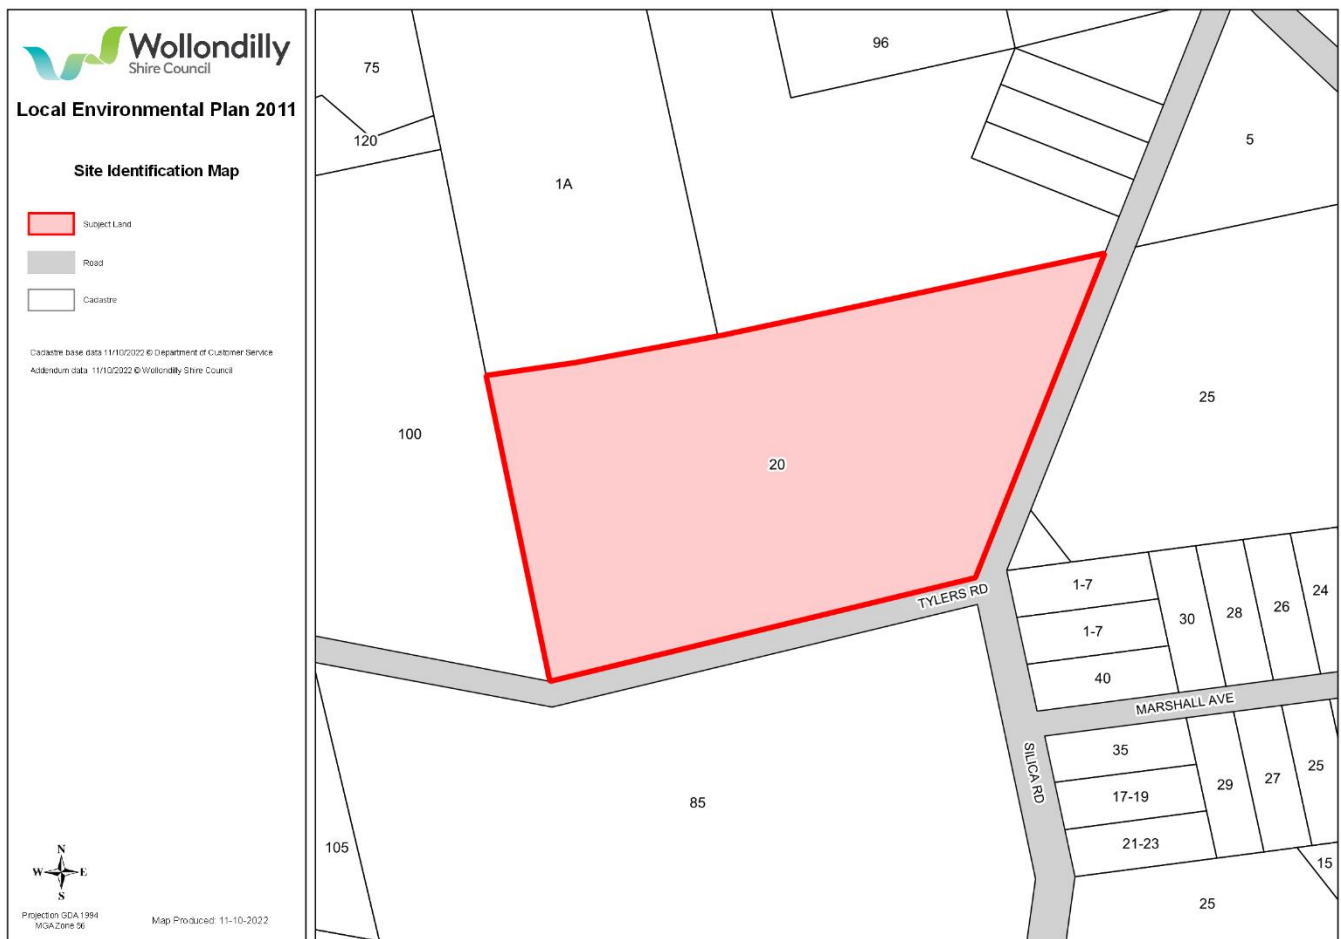 Wollondilly
Shire Council
Local Environmental Plan 2011
Site Identification Map
Subject Land
Road
Cadastre
Cadastre base data 11/10/2022 © Department of Customer Service
Addendum data 11/10/2022 © Wollondilly Shire Council
N
W E
S
Projection GDA 1994
MGA Zone 56
Map Produced: 11-10-2022
75
96
120
5
1A
25
100
20
TYLERS RD
1-7
24
26
28
30
1-7
40
MARSHALL AVE
SILICA RD
35
25
27
29
17-19
85
21-23
105
15
25